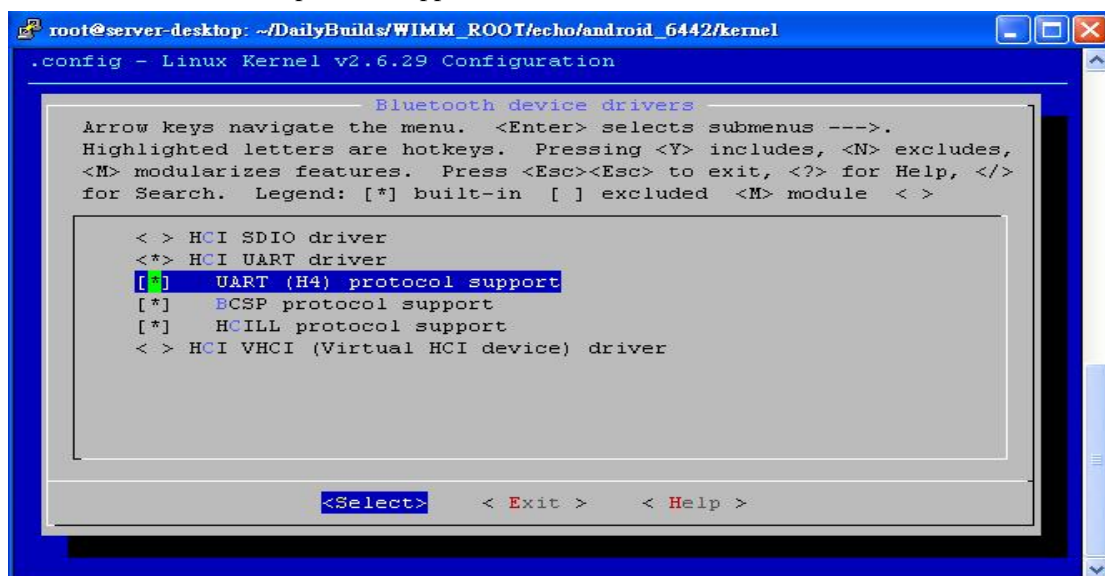 root@server-desktop: ~/DailyBuilds/WIMM_ROOT/echo/android_6442/kernel
.config - Linux Kernel v2.6.29 Configuration
Bluetooth device drivers
Arrow keys navigate the menu.  <Enter> selects submenus --->.
Highlighted letters are hotkeys.  Pressing <Y> includes, <N> excludes,
<M> modularizes features.  Press <Esc><Esc> to exit, <?> for Help, </>
for Search.  Legend: [*] built-in  [ ] excluded  <M> module  < >
< > HCI SDIO driver
<*> HCI UART driver
[*]   UART (H4) protocol support
[*]   BCSP protocol support
[*]   HCILL protocol support
< > HCI VHCI (Virtual HCI device) driver
<Select>    < Exit >    < Help >